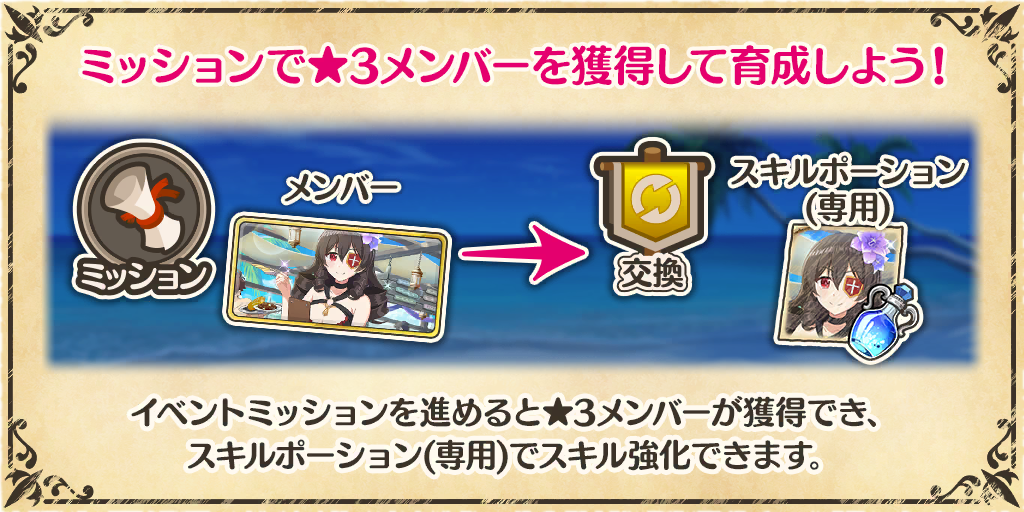 ミッションで★3メンバーを獲得して育成しよう!
メンバー
ミッション
スキルポーション
(専用)
交換
イベントミッションを進めると★3メンバーが獲得でき、
スキルポーション(専用)でスキル強化できます。